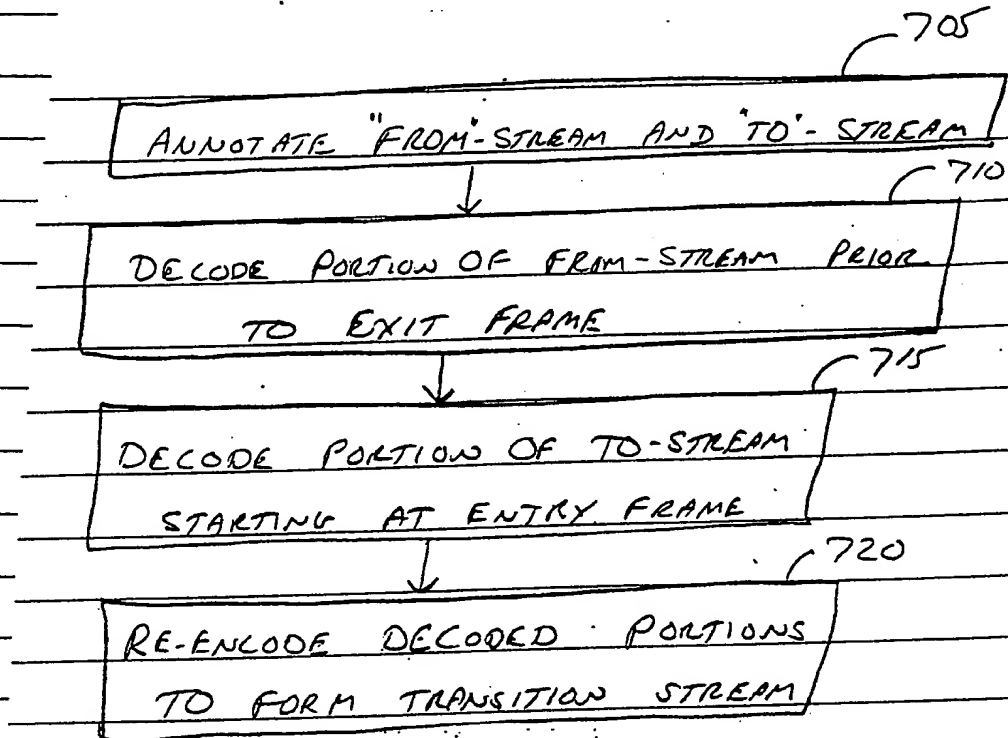 705
ANNOTATE "FROM"-STREAM AND "TO"-STREAM
710
DECODE PORTION OF FROM-STREAM PRIOR
TO EXIT FRAME
715
DECODE PORTION OF TO-STREAM
STARTING AT ENTRY FRAME
720
RE-ENCODE DECODED PORTIONS
TO FORM TRANSITION STREAM